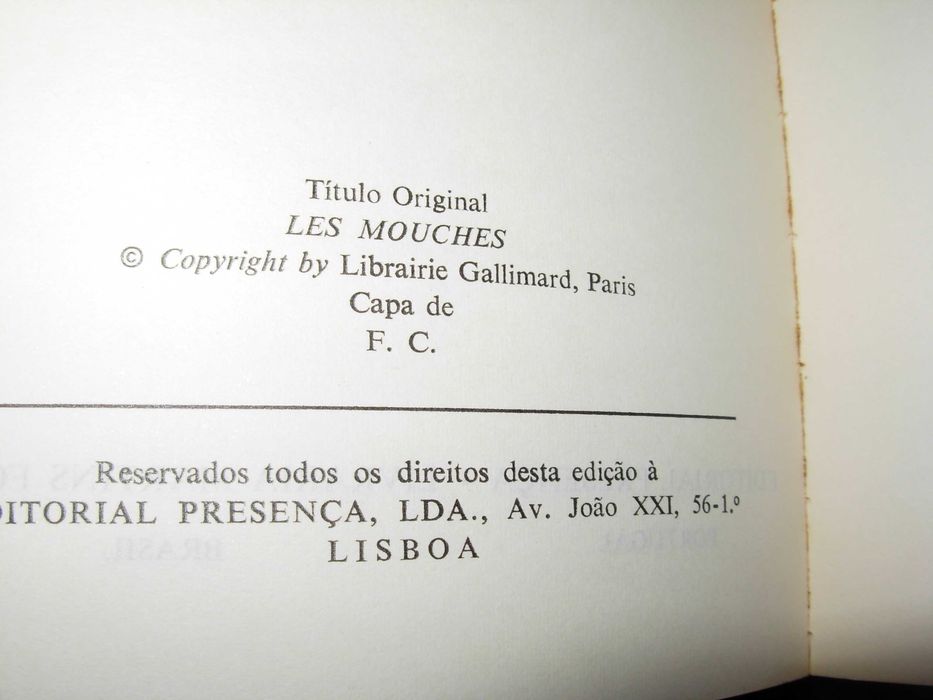 Título Original
LES MOUCHES
© Copyright by Librairie Gallimard, Paris
Capa de
F. C.
Reservados todos os direitos desta edição à
DITORIAL PRESENÇA, LDA., Av. João XXI, 56-1.º
LISBOA